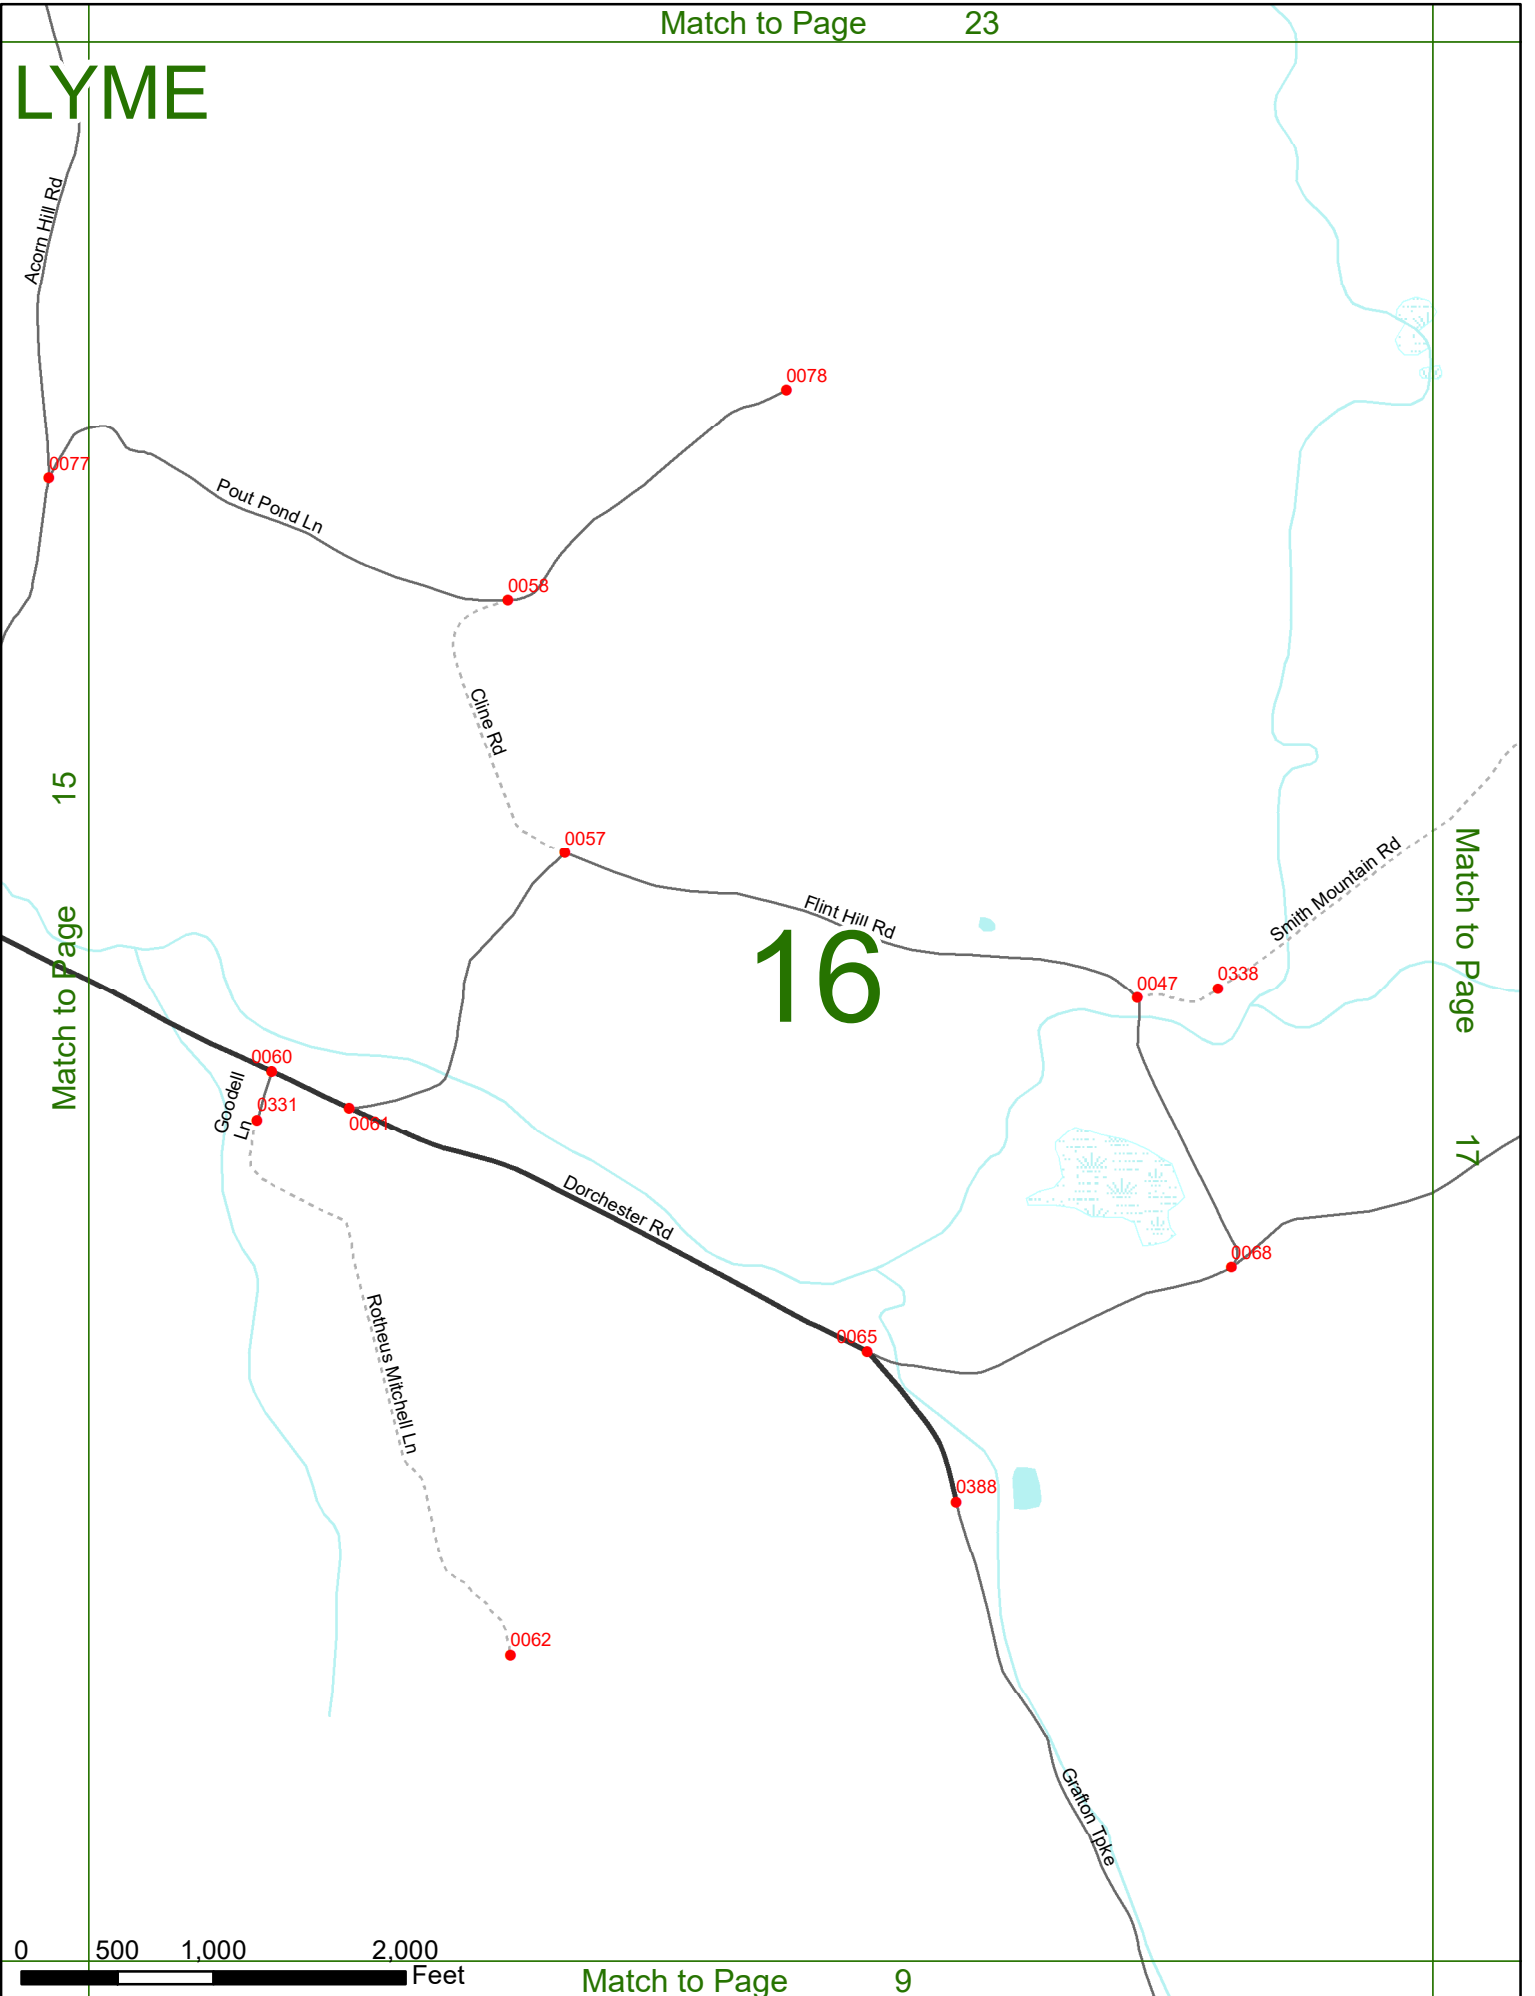 Match to Page 23
LYME
Acorn Hill Rd
0078
0077
Pout Pond Ln
0058
Cline Rd
15
Match to Page
0057
Flint Hill Rd
16
Smith Mountain Rd
Match to Page
17
0047
0338
0060
Goodell
Ln
0331
0061
Dorchester Rd
0068
Rotheus Mitchell Ln
0065
0388
0062
Grafton Tpke
0 500 1,000 2,000
Feet
Match to Page 9